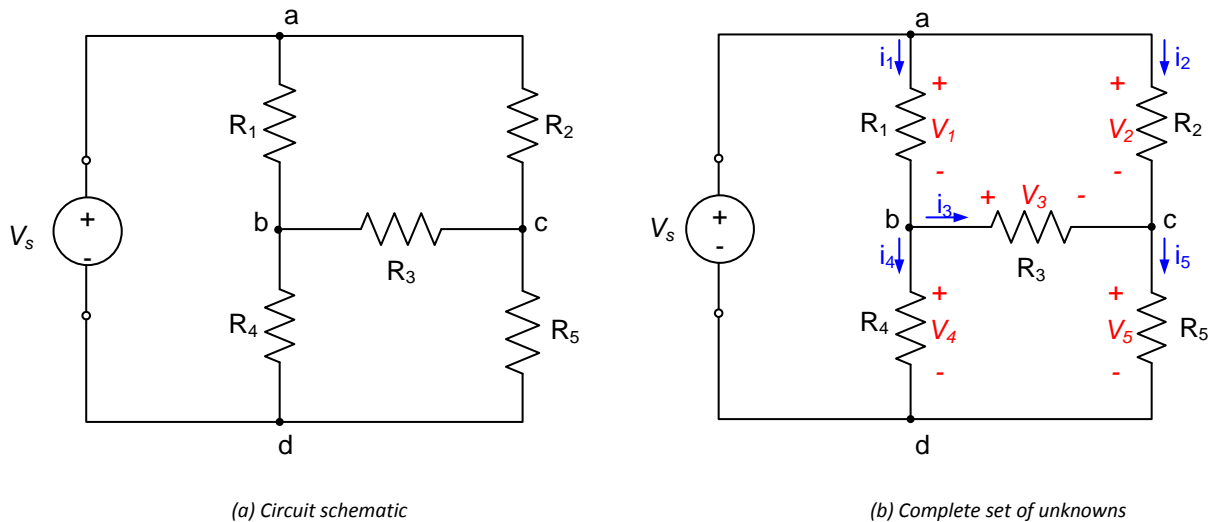 a
R₁
R₂
Vₛ
+
-
b
c
R₃
R₄
R₅
d
(a) Circuit schematic
a
i₁
i₂
+
+
R₁
V₁
V₂
R₂
-
-
i₃
+
V₃
-
Vₛ
+
-
b
c
i₄
R₃
i₅
+
+
R₄
V₄
V₅
R₅
-
-
d
(b) Complete set of unknowns